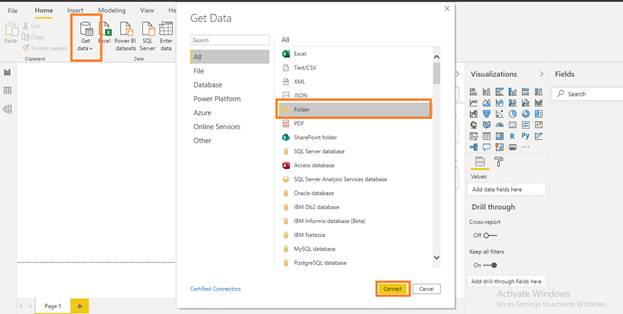 File
Home
Insert
Modeling
View
Help
Cut
Copy
Paste
Format painter
Clipboard
Get
data
Excel
Power BI
datasets
SQL
Server
Enter
data
Get Data
Search
All
File
Database
Power Platform
Azure
Online Services
Other
All
Excel
Text/CSV
XML
JSON
Folder
PDF
SharePoint folder
SQL Server database
Access database
SQL Server Analysis Services database
Oracle database
IBM Db2 database
IBM Informix database (Beta)
IBM Netezza
MySQL database
PostgreSQL database
Certified Connectors
Connect
Cancel
Visualizations
Fields
Search
Values
Add data fields here
Drill through
Cross-report
Off
Keep all filters
On
Add drill-through fields here
Activate Windows
Go to Settings to activate Windows.
Page 1